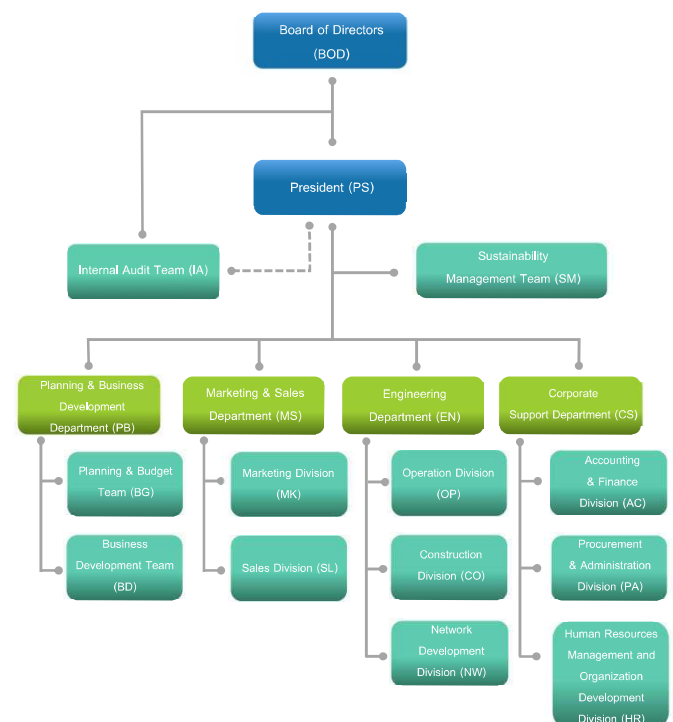 Board of Directors
(BOD)
President (PS)
Internal Audit Team (IA)
Sustainability
Management Team (SM)
Planning & Business
Development
Department (PB)
Marketing & Sales
Department (MS)
Engineering
Department (EN)
Corporate
Support Department (CS)
Planning & Budget
Team (BG)
Business
Development Team
(BD)
Marketing Division
(MK)
Sales Division (SL)
Operation Division
(OP)
Construction
Division (CO)
Network
Development
Division (NW)
Accounting
& Finance
Division (AC)
Procurement
& Administration
Division (PA)
Human Resources
Management and
Organization
Development
Division (HR)